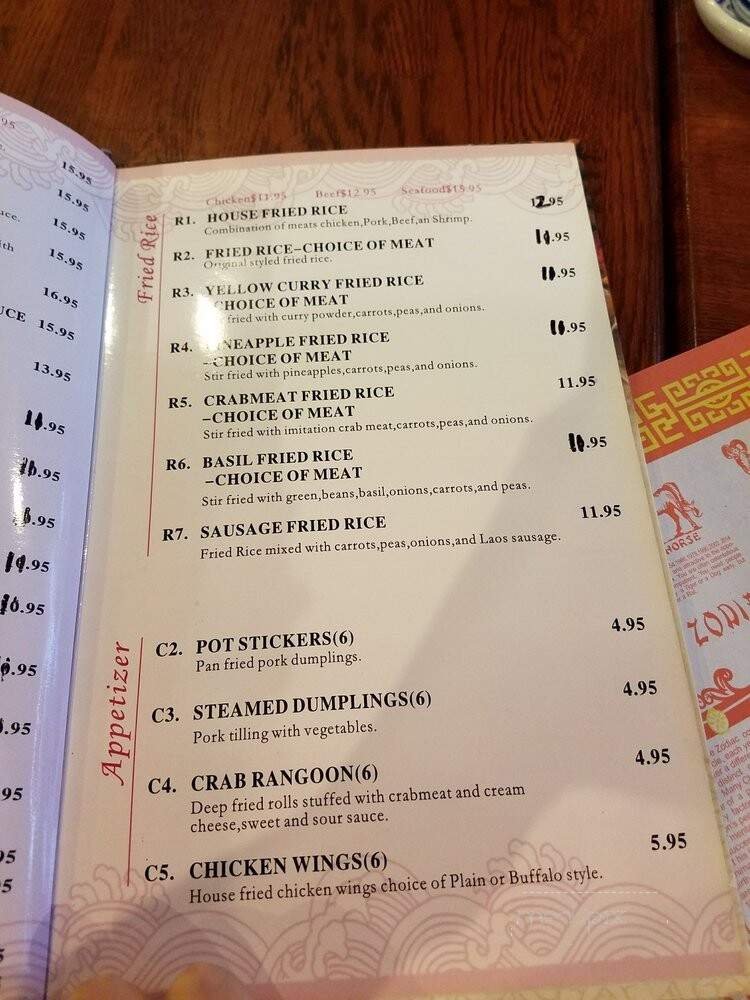 15.95
15.95
15.95
15.95
16.95
UCE 15.95
13.95
Chicken$11.95 Beef$12.95 Seafood$15.95
Fried Rice
R1. HOUSE FRIED RICE 12.95
Combination of meats chicken,Pork,Beef,an Shrimp.
R2. FRIED RICE-CHOICE OF MEAT .95
Original styled fried rice.
R3. YELLOW CURRY FRIED RICE .95
CHOICE OF MEAT
fried with curry powder,carrots,peas,and onions.
R4. PINEAPPLE FRIED RICE .95
-CHOICE OF MEAT
Stir fried with pineapples,carrots,peas,and onions.
R5. CRABMEAT FRIED RICE 11.95
-CHOICE OF MEAT
Stir fried with imitation crab meat,carrots,peas,and onions.
R6. BASIL FRIED RICE .95
-CHOICE OF MEAT
Stir fried with green,beans,basil,onions,carrots,and peas.
R7. SAUSAGE FRIED RICE 11.95
Fried Rice mixed with carrots,peas,onions,and Laos sausage.
Appetizer
C2. POT STICKERS(6) 4.95
Pan fried pork dumplings.
C3. STEAMED DUMPLINGS(6) 4.95
Pork tilling with vegetables.
C4. CRAB RANGOON(6) 4.95
Deep fried rolls stuffed with crabmeat and cream
cheese,sweet and sour sauce.
C5. CHICKEN WINGS(6) 5.95
House fried chicken wings choice of Plain or Buffalo style.
HORSE
ZODI